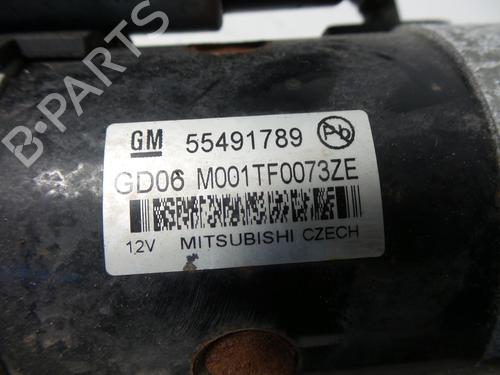 GM 55491789 Pb
GD06 M001TF0073ZE
12V MITSUBISHI CZECH
B-PARTS